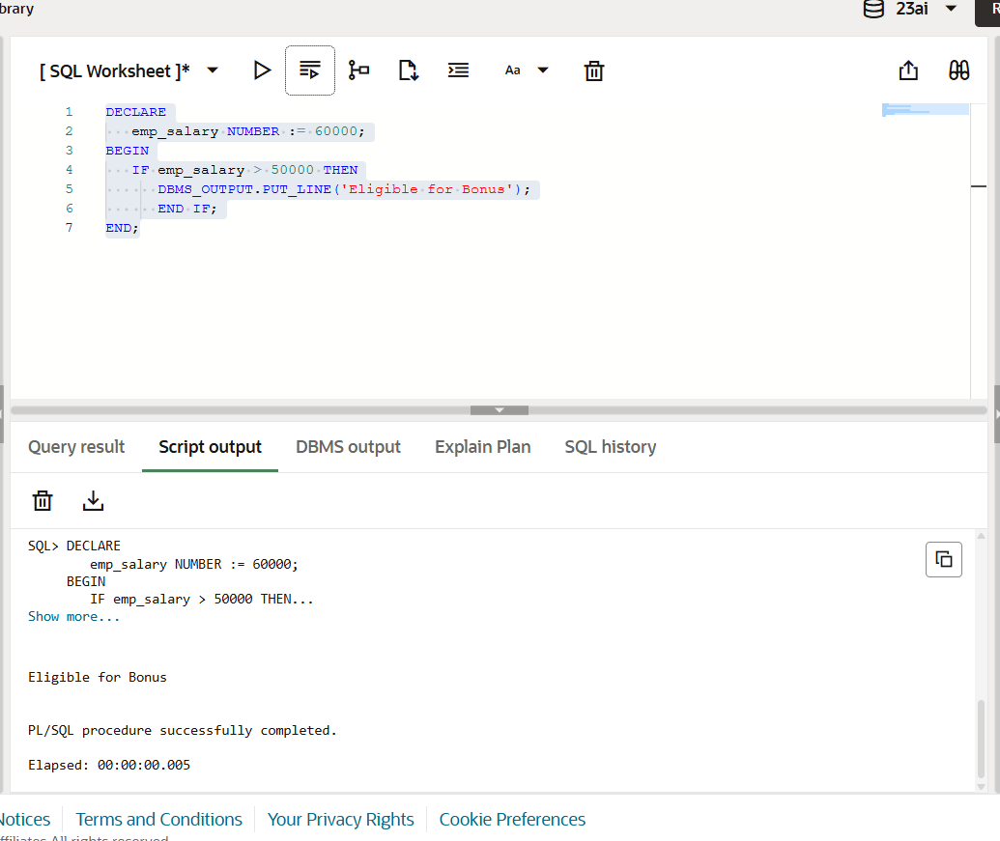 brary
23ai
R
[ SQL Worksheet ]*
Aa
1 DECLARE
2 emp_salary NUMBER := 60000;
3 BEGIN
4 IF emp_salary > 50000 THEN
5 DBMS_OUTPUT.PUT_LINE('Eligible for Bonus');
6 END IF;
7 END;
Query result Script output DBMS output Explain Plan SQL history
SQL> DECLARE
emp_salary NUMBER := 60000;
BEGIN
IF emp_salary > 50000 THEN...
Show more...
Eligible for Bonus
PL/SQL procedure successfully completed.
Elapsed: 00:00:00.005
Notices Terms and Conditions Your Privacy Rights Cookie Preferences
ffiliates All rights reserved